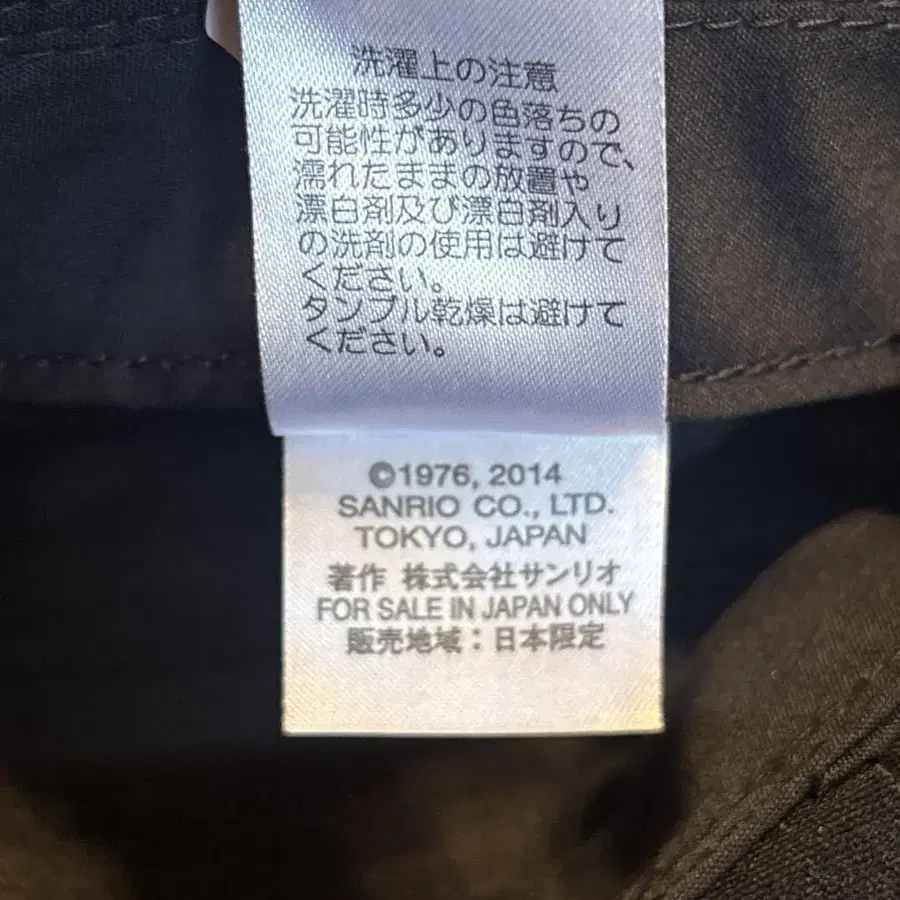 洗濯上の注意
洗濯時多少の色落ちの
可能性がありますので、
濡れたままの放置や
漂白剤及び漂白剤入り
の洗剤の使用は避けて
ください。
タンブル乾燥は避けて
ください。
©1976, 2014
SANRIO CO., LTD.
TOKYO, JAPAN
著作 株式会社サンリオ
FOR SALE IN JAPAN ONLY
販売地域：日本限定